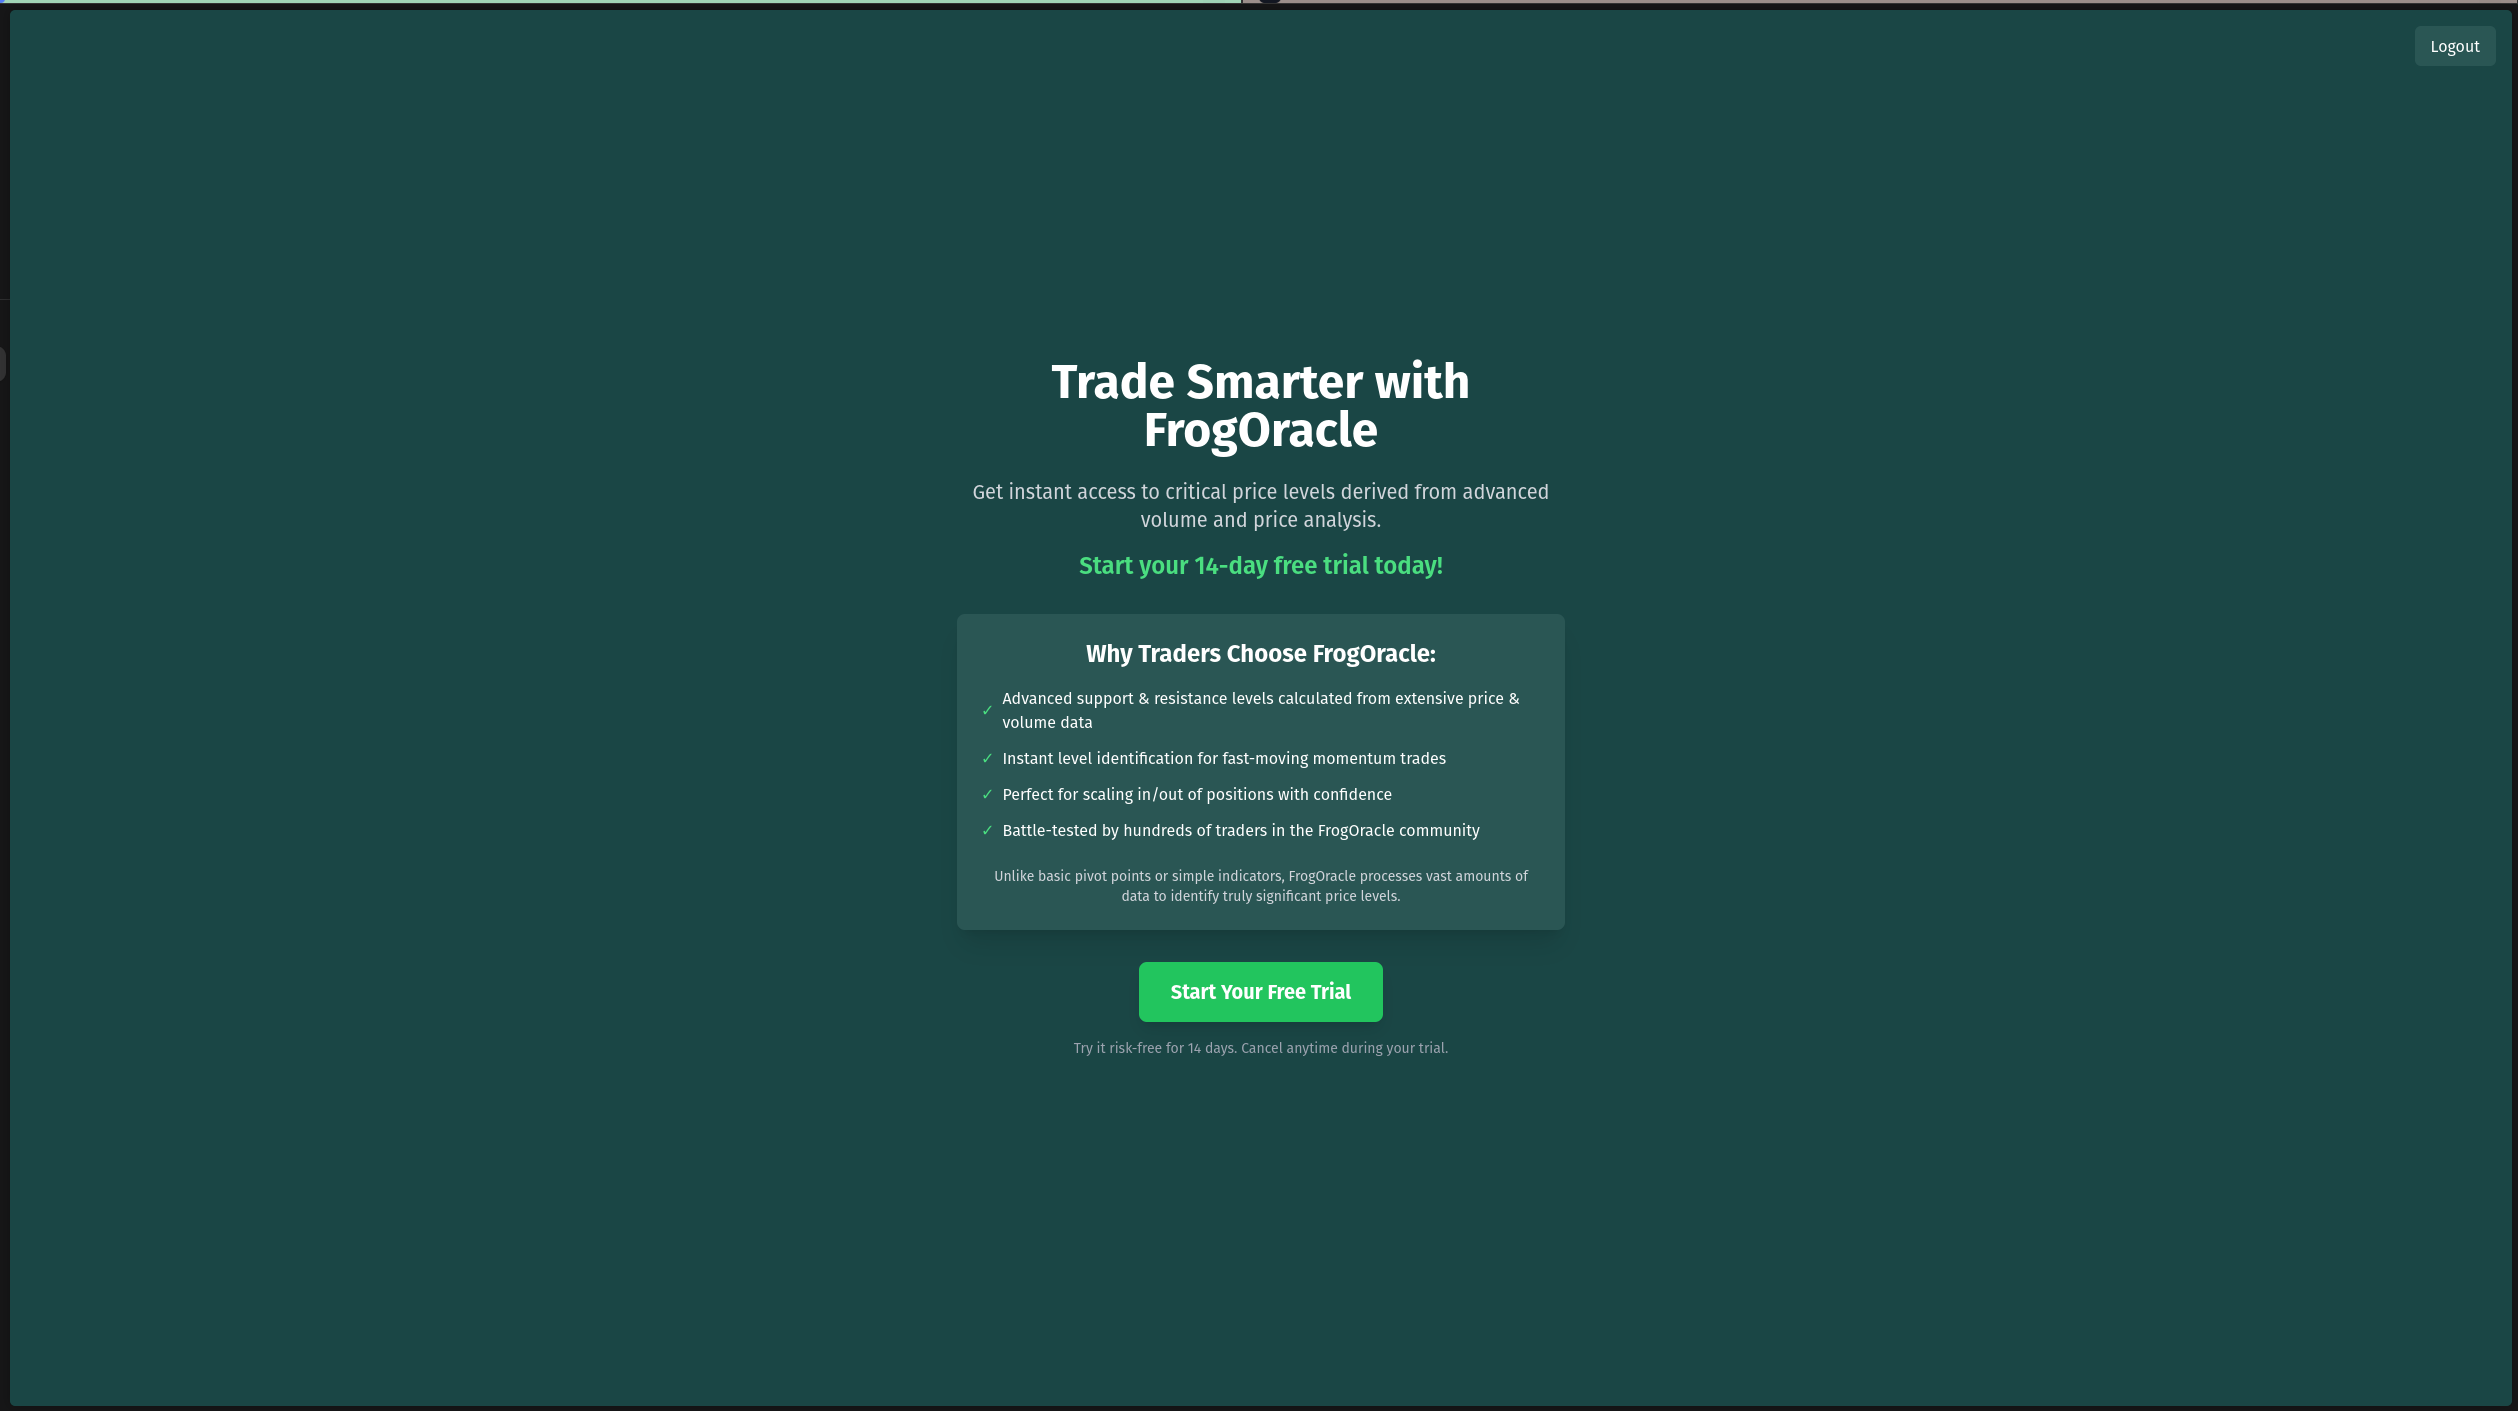 Logout
Trade Smarter with
FrogOracle
Get instant access to critical price levels derived from advanced
volume and price analysis.
Start your 14-day free trial today!
Why Traders Choose FrogOracle:
✓ Advanced support & resistance levels calculated from extensive price &
volume data
✓ Instant level identification for fast-moving momentum trades
✓ Perfect for scaling in/out of positions with confidence
✓ Battle-tested by hundreds of traders in the FrogOracle community
Unlike basic pivot points or simple indicators, FrogOracle processes vast amounts of
data to identify truly significant price levels.
Start Your Free Trial
Try it risk-free for 14 days. Cancel anytime during your trial.